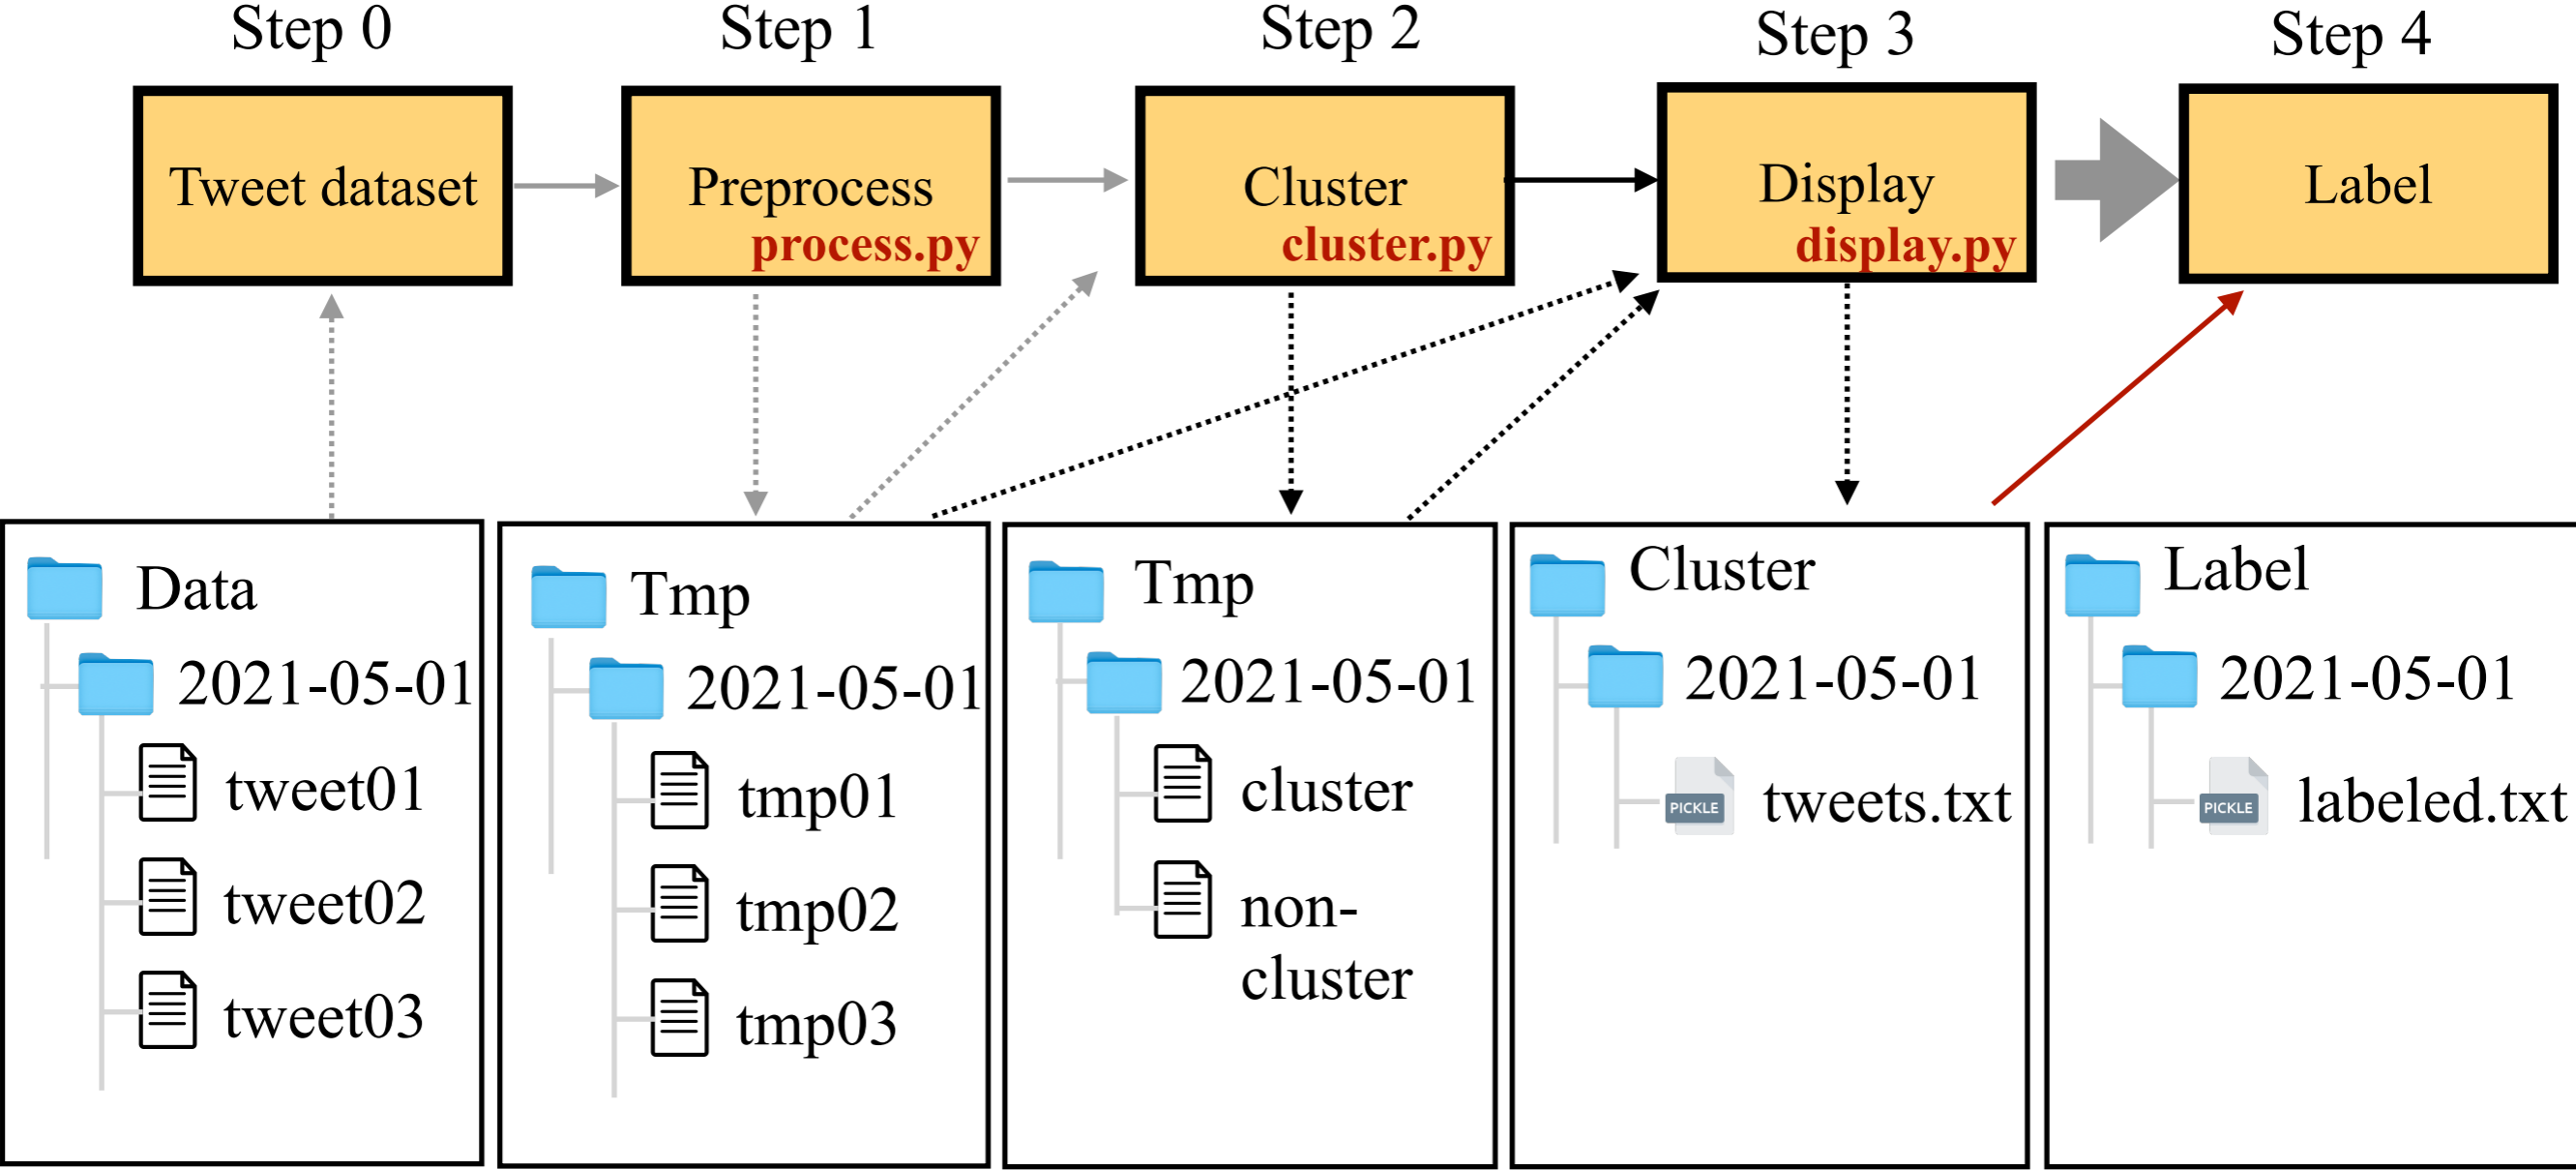 Step 0
Step 1
Step 2
Step 3
Step 4
Tweet dataset
Preprocess
process.py
Cluster
cluster.py
Display
display.py
Label
Data
2021-05-01
tweet01
tweet02
tweet03
Tmp
2021-05-01
tmp01
tmp02
tmp03
Tmp
2021-05-01
cluster
non-
cluster
Cluster
2021-05-01
PICKLE
tweets.txt
Label
2021-05-01
PICKLE
labeled.txt